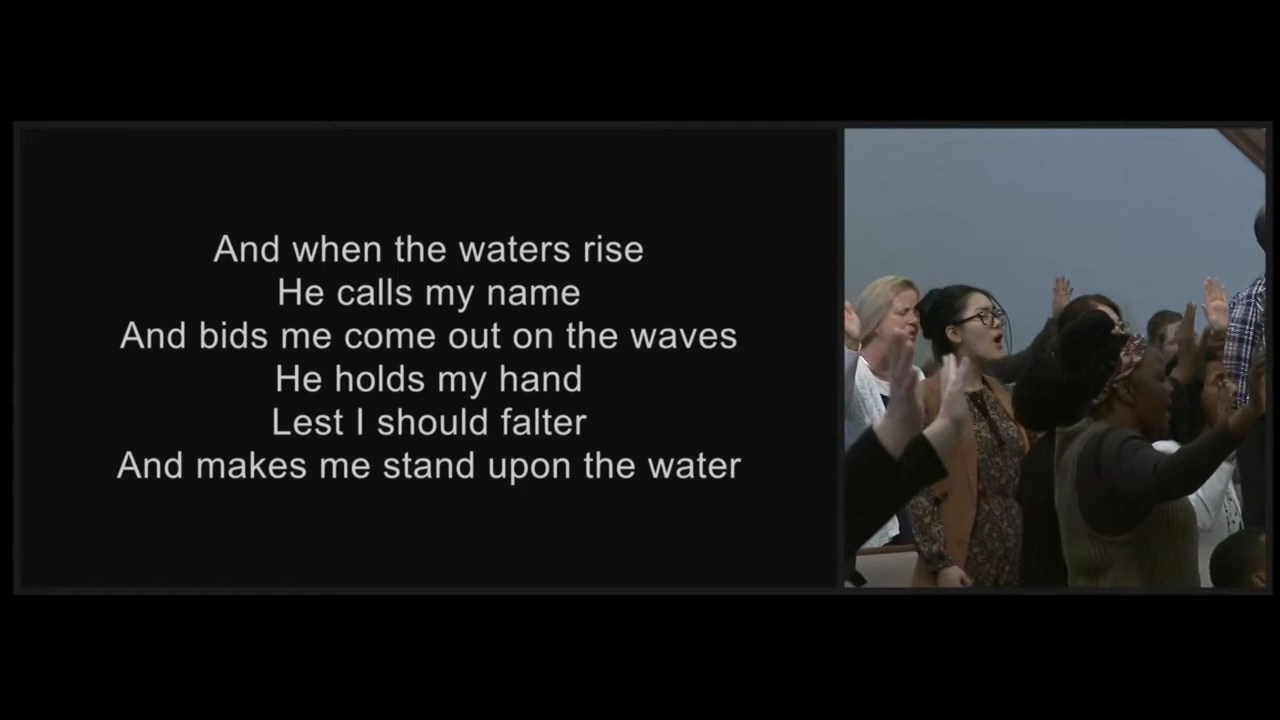 And when the waters rise
He calls my name
And bids me come out on the waves
He holds my hand
Lest I should falter
And makes me stand upon the water